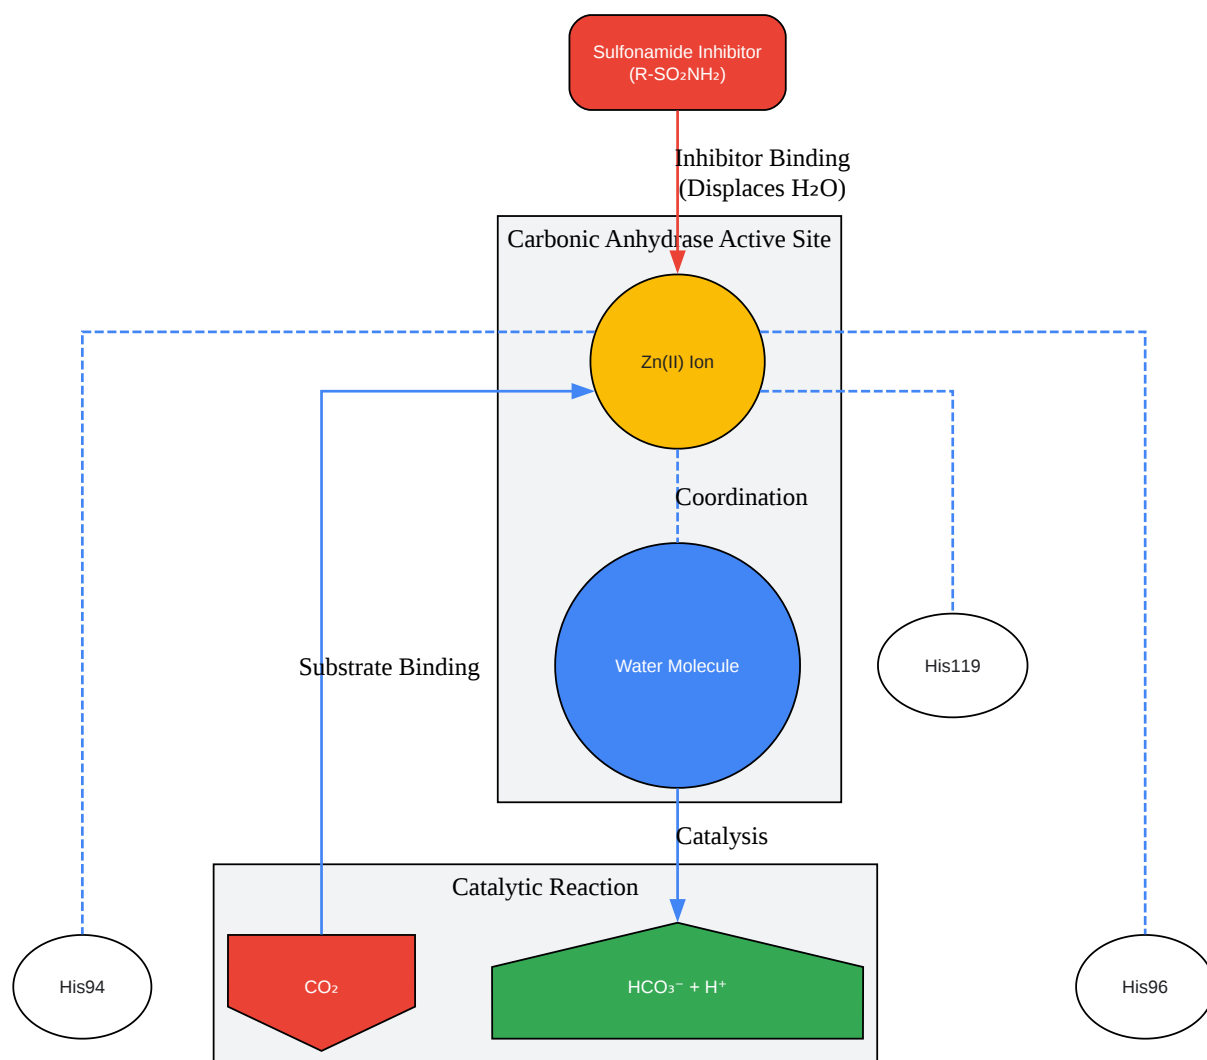 Sulfonamide Inhibitor
(R-SO₂NH₂)
Inhibitor Binding
(Displaces H₂O)
Carbonic Anhydrase Active Site
Zn(II) Ion
Coordination
Substrate Binding
Water Molecule
His119
Catalysis
Catalytic Reaction
His94
CO₂
HCO₃⁻ + H⁺
His96